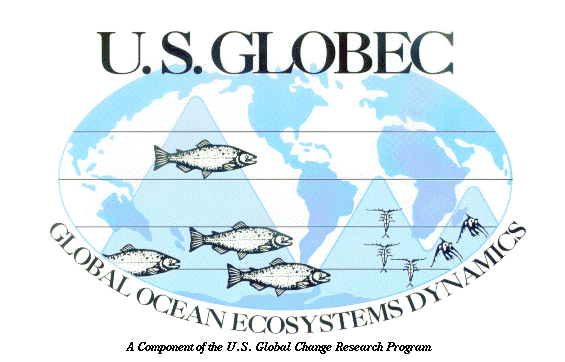 U.S. GLOBEC
GLOBAL OCEAN ECOSYSTEMS DYNAMICS
A Component of the U.S. Global Change Research Program